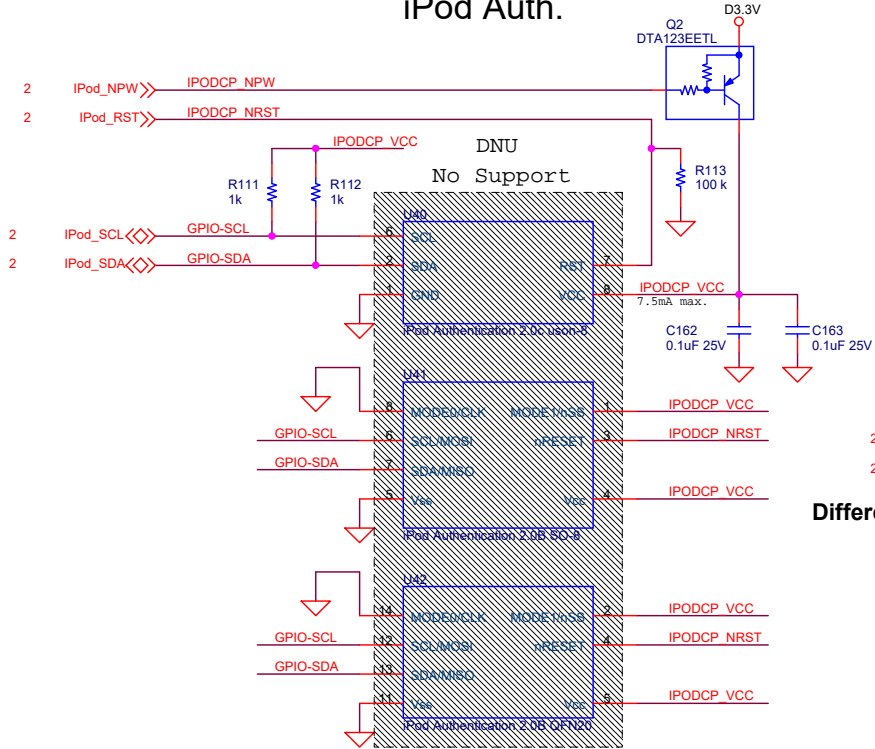 iPod Auth.
D3.3V
Q2
DTA123EETL
2 IPod_NPW IPODCP_NPW
2 IPod_RST IPODCP_NRST
IPODCP_VCC
DNU
No Support
R111
1k
R112
1k
R113
100 k
2 IPod_SCL GPIO-SCL
2 IPod_SDA GPIO-SDA
U40
6 SCL
2 SDA RST 7
1 GND VCC 8
IPODCP_VCC
7.5mA max.
iPod Authentication 2.0c uson-8
C162
0.1uF 25V
C163
0.1uF 25V
U41
8 MODE0/CLK MODE1/nSS 1 IPODCP_VCC
GPIO-SCL 6 SCL/MOSI nRESET 3 IPODCP_NRST
GPIO-SDA 7 SDA/MISO
5 Vss Vcc 4 IPODCP_VCC
iPod Authentication 2.0B SO-8
2
2
Differe
U42
14 MODE0/CLK MODE1/nSS 2 IPODCP_VCC
GPIO-SCL 12 SCL/MOSI nRESET 4 IPODCP_NRST
GPIO-SDA 13 SDA/MISO
11 Vss Vcc 5 IPODCP_VCC
iPod Authentication 2.0B QFN20